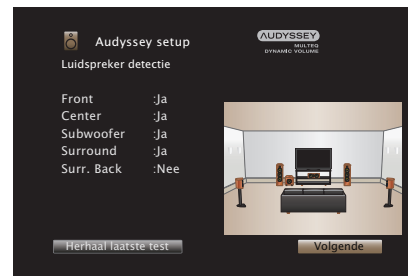 Audyssey setup
AUDYSSEY
MULTEQ
DYNAMIC VOLUME
Luidspreker detectie
Front :Ja
Center :Ja
Subwoofer :Ja
Surround :Ja
Surr. Back :Nee
Herhaal laatste test
Volgende